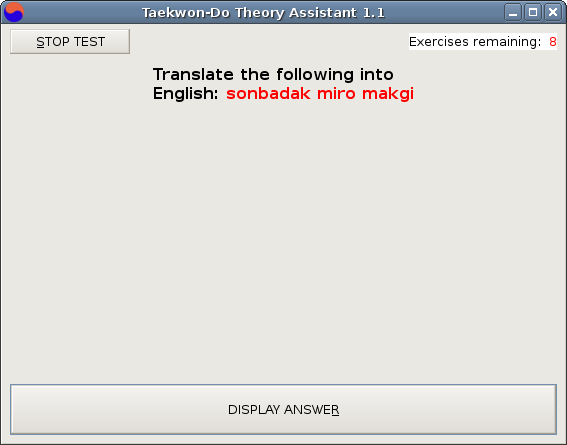 Taekwon-Do Theory Assistant 1.1
STOP TEST
Exercises remaining: 8
Translate the following into
English: sonbadak miro makgi
DISPLAY ANSWER